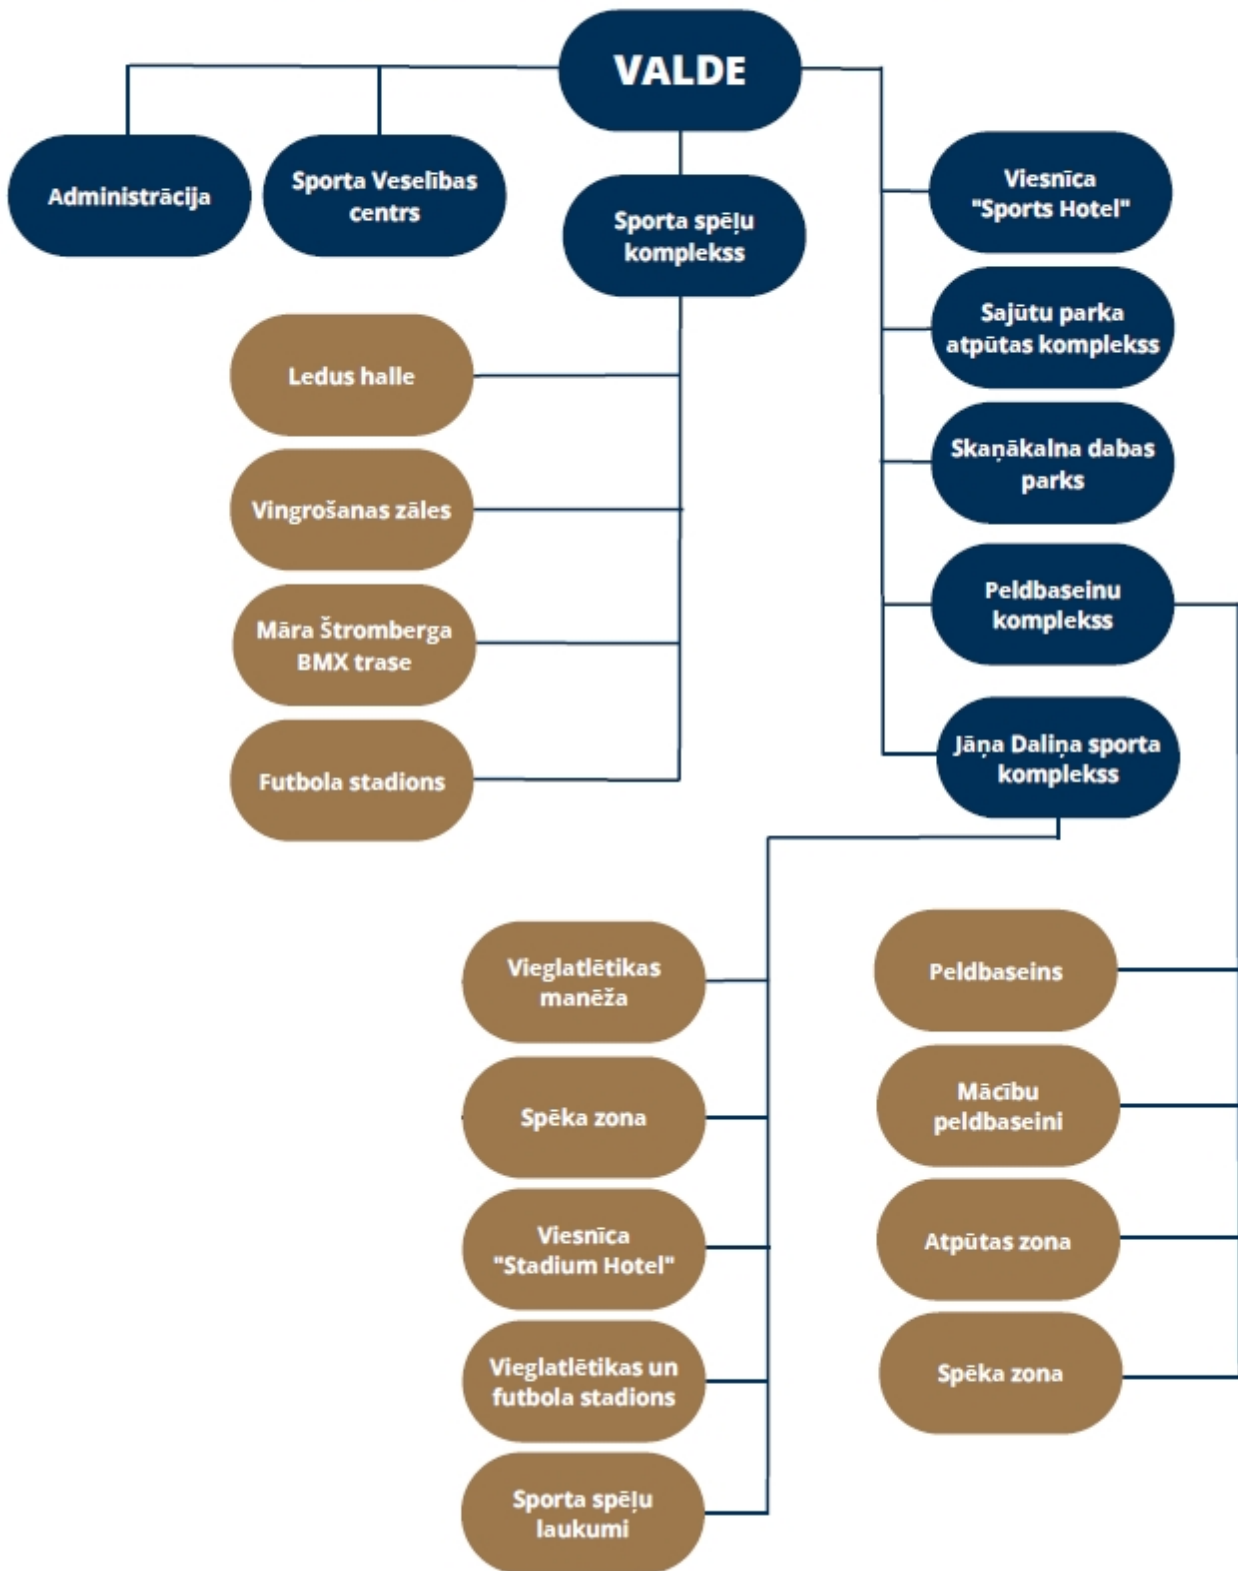 VALDE
Administrācija
Sporta Veselības
centrs
Sporta spēļu
komplekss
Viesnīca
"Sports Hotel"
Sajūtu parka
atpūtas komplekss
Skaņākalna dabas
parks
Peldbaseinu
komplekss
Jāņa Daliņa sporta
komplekss
Ledus halle
Vingrošanas zāles
Māra Štromberga
BMX trase
Futbola stadions
Vieglatlētikas
manēža
Spēka zona
Viesnīca
"Stadium Hotel"
Vieglatlētikas un
futbola stadions
Sporta spēļu
laukumi
Peldbaseins
Mācību
peldbaseini
Atpūtas zona
Spēka zona